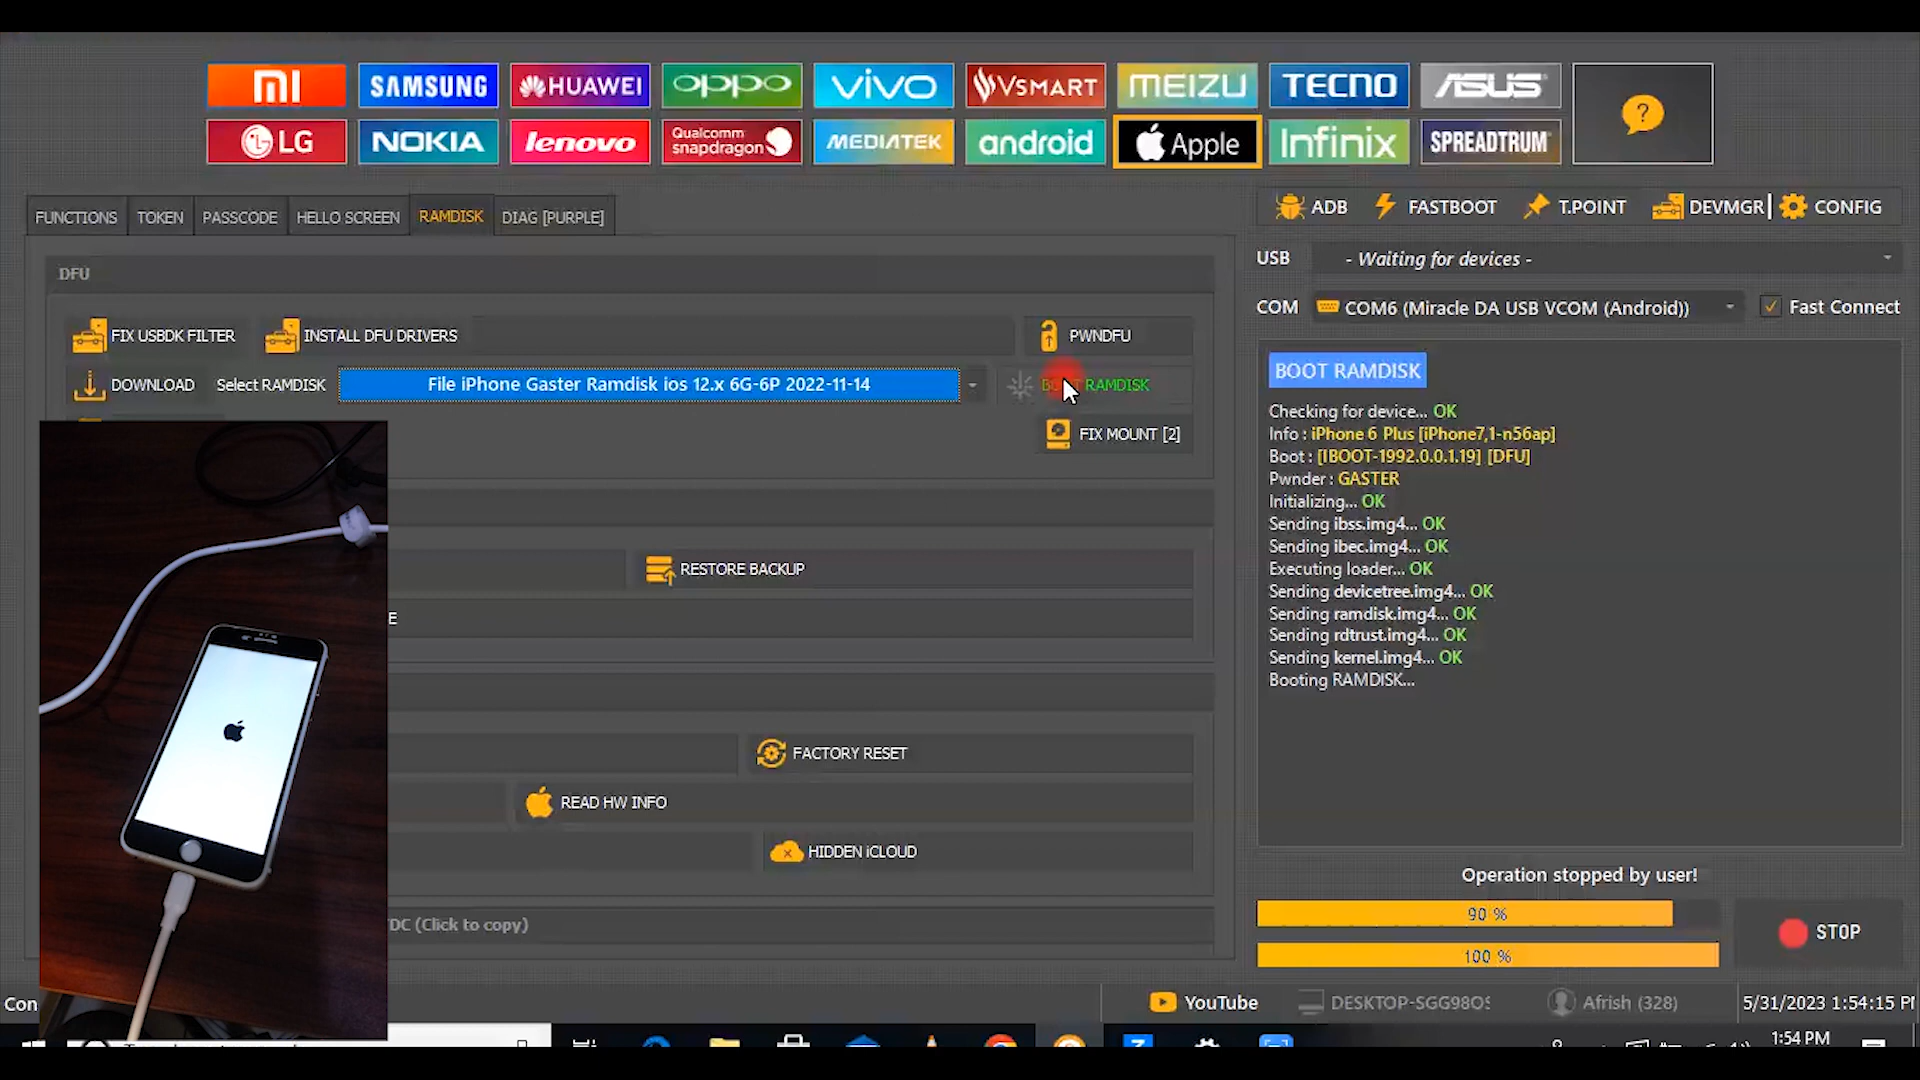 MI SAMSUNG HUAWEI oppo vivo VSMART MEIZU TECNO ASUS ?
LG NOKIA lenovo Qualcomm snapdragon MEDIATEK android Apple Infinix SPREADTRUM
FUNCTIONS TOKEN PASSCODE HELLO SCREEN RAMDISK DIAG [PURPLE]
ADB FASTBOOT T.POINT DEVMGR CONFIG
DFU
USB - Waiting for devices -
FIX USBDK FILTER INSTALL DFU DRIVERS PWNDFU
COM COM6 (Miracle DA USB VCOM (Android)) Fast Connect
DOWNLOAD Select RAMDISK File iPhone Gaster Ramdisk ios 12.x 6G-6P 2022-11-14 RAMDISK
FIX MOUNT [2]
RESTORE BACKUP
E
FACTORY RESET
READ HW INFO
HIDDEN iCLOUD
DC (Click to copy)
BOOT RAMDISK
Checking for device... OK
Info : iPhone 6 Plus [iPhone7,1-n56ap]
Boot : [IBOOT-1992.0.0.1.19] [DFU]
Pwnder : GASTER
Initializing... OK
Sending ibss.img4... OK
Sending ibec.img4... OK
Executing loader... OK
Sending devicetree.img4... OK
Sending ramdisk.img4... OK
Sending rdtrust.img4... OK
Sending kernel.img4... OK
Booting RAMDISK...
Operation stopped by user!
90 %
100 %
STOP
Con YouTube DESKTOP-SGG98OS Afrish (328) 5/31/2023 1:54:15 PM
1:54 PM